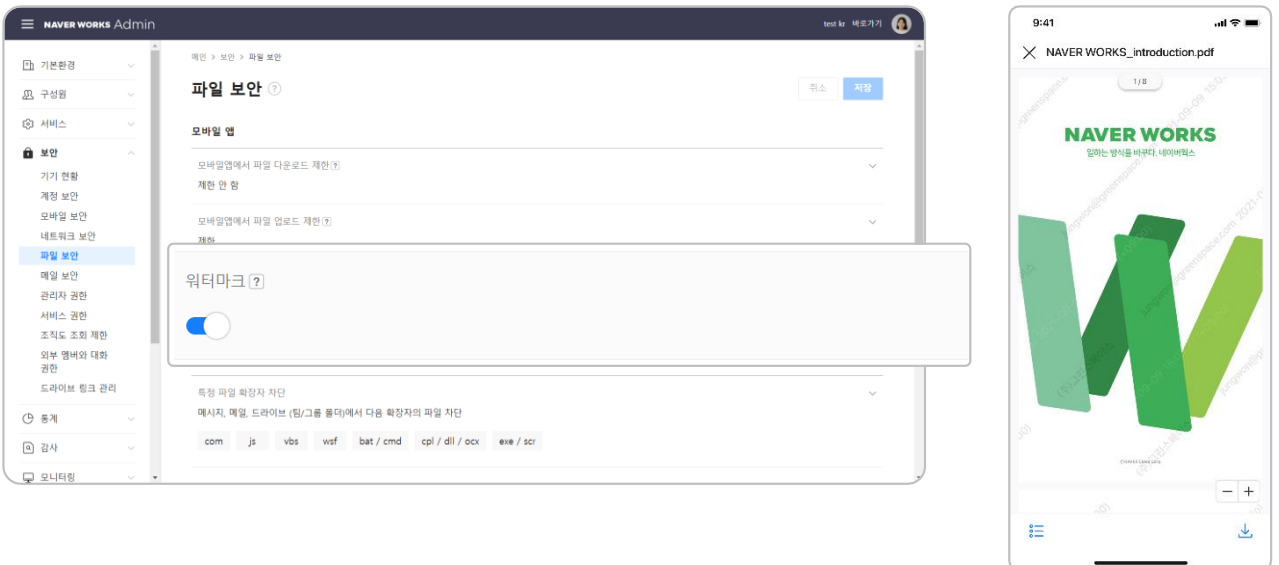 NAVER WORKS Admin
test kr 바로가기
기본환경
구성원
서비스
보안
기기 현황
계정 보안
모바일 보안
네트워크 보안
파일 보안
메일 보안
관리자 권한
서비스 권한
조직도 조회 제한
외부 멤버와 대화
권한
드라이브 링크 관리
통계
감사
모니터링
메인 > 보안 > 파일 보안
파일 보안 ?
취소 저장
모바일 앱
모바일앱에서 파일 다운로드 제한 ?
제한 안 함
모바일앱에서 파일 업로드 제한 ?
제한
워터마크 ?
특정 파일 확장자 차단
메시지, 메일, 드라이브 (팀/그룹 폴더)에서 다음 확장자의 파일 차단
com js vbs wsf bat / cmd cpl / dll / ocx exe / scr
9:41
NAVER WORKS_introduction.pdf
1/8
NAVER WORKS
일하는 방식을 바꾸다. 네이버웍스